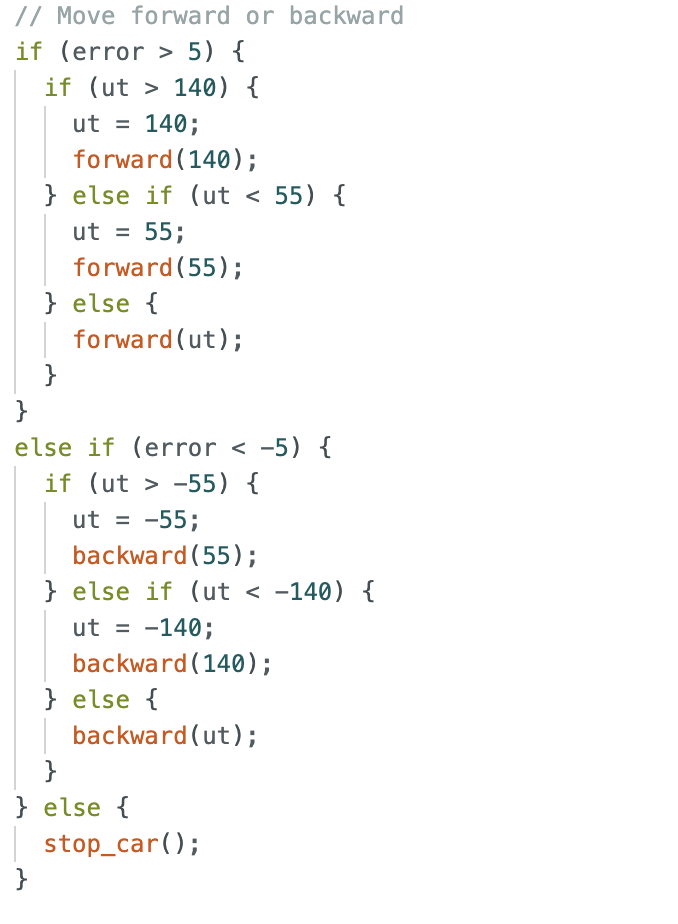 // Move forward or backward
if (error > 5) {
  if (ut > 140) {
    ut = 140;
    forward(140);
  } else if (ut < 55) {
    ut = 55;
    forward(55);
  } else {
    forward(ut);
  }
}
else if (error < -5) {
  if (ut > -55) {
    ut = -55;
    backward(55);
  } else if (ut < -140) {
    ut = -140;
    backward(140);
  } else {
    backward(ut);
  }
} else {
  stop_car();
}